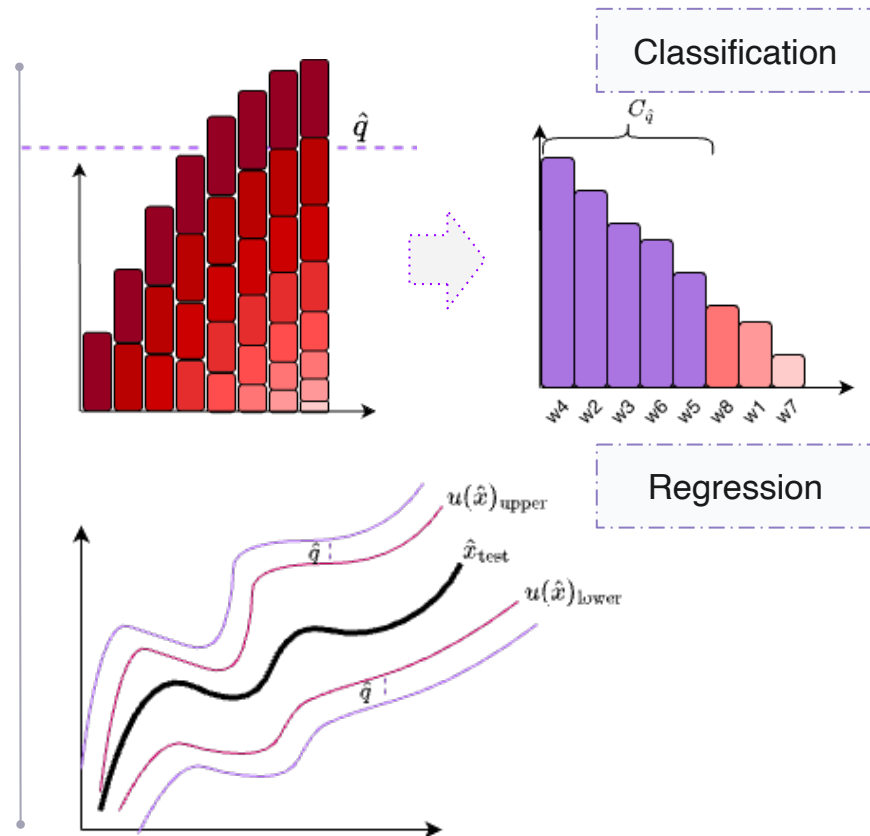 Classification
q̂
C_q̂
w4 w2 w3 w6 w5 w8 w1 w7
Regression
u(x̂)_upper
q̂
x̂_test
u(x̂)_lower
q̂